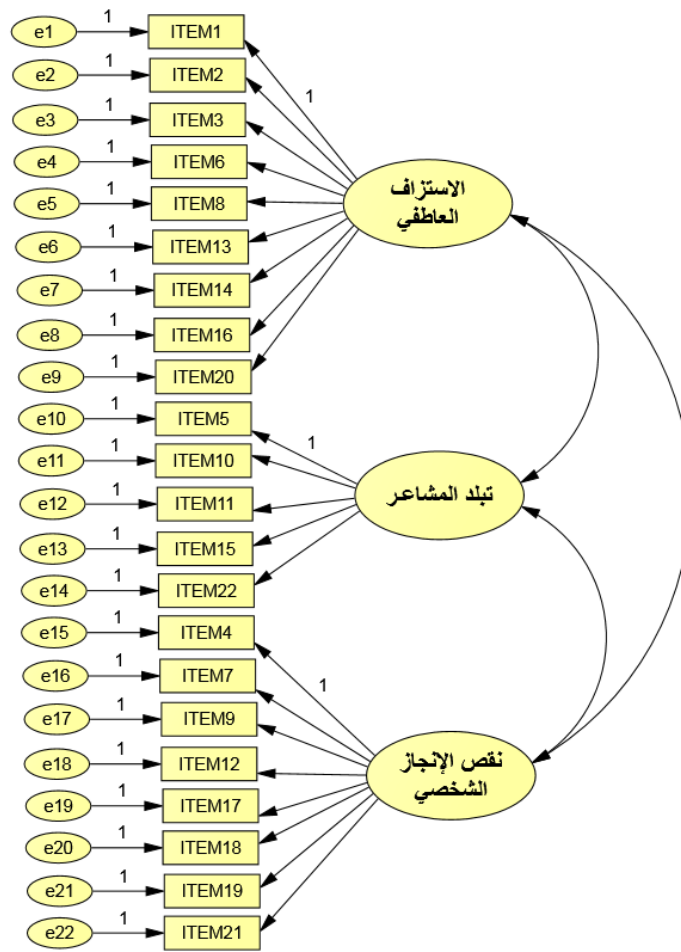 e1 1 ITEM1
e2 1 ITEM2
1
e3 1 ITEM3
e4 1 ITEM6
الاستزاف
العاطفي
e5 1 ITEM8
e6 1 ITEM13
e7 1 ITEM14
e8 1 ITEM16
e9 1 ITEM20
e10 1 ITEM5
1
e11 1 ITEM10
تبلد المشاعر
e12 1 ITEM11
e13 1 ITEM15
e14 1 ITEM22
e15 1 ITEM4
e16 1 ITEM7
1
e17 1 ITEM9
نقص الإنجاز
الشخصي
e18 1 ITEM12
e19 1 ITEM17
e20 1 ITEM18
e21 1 ITEM19
e22 1 ITEM21